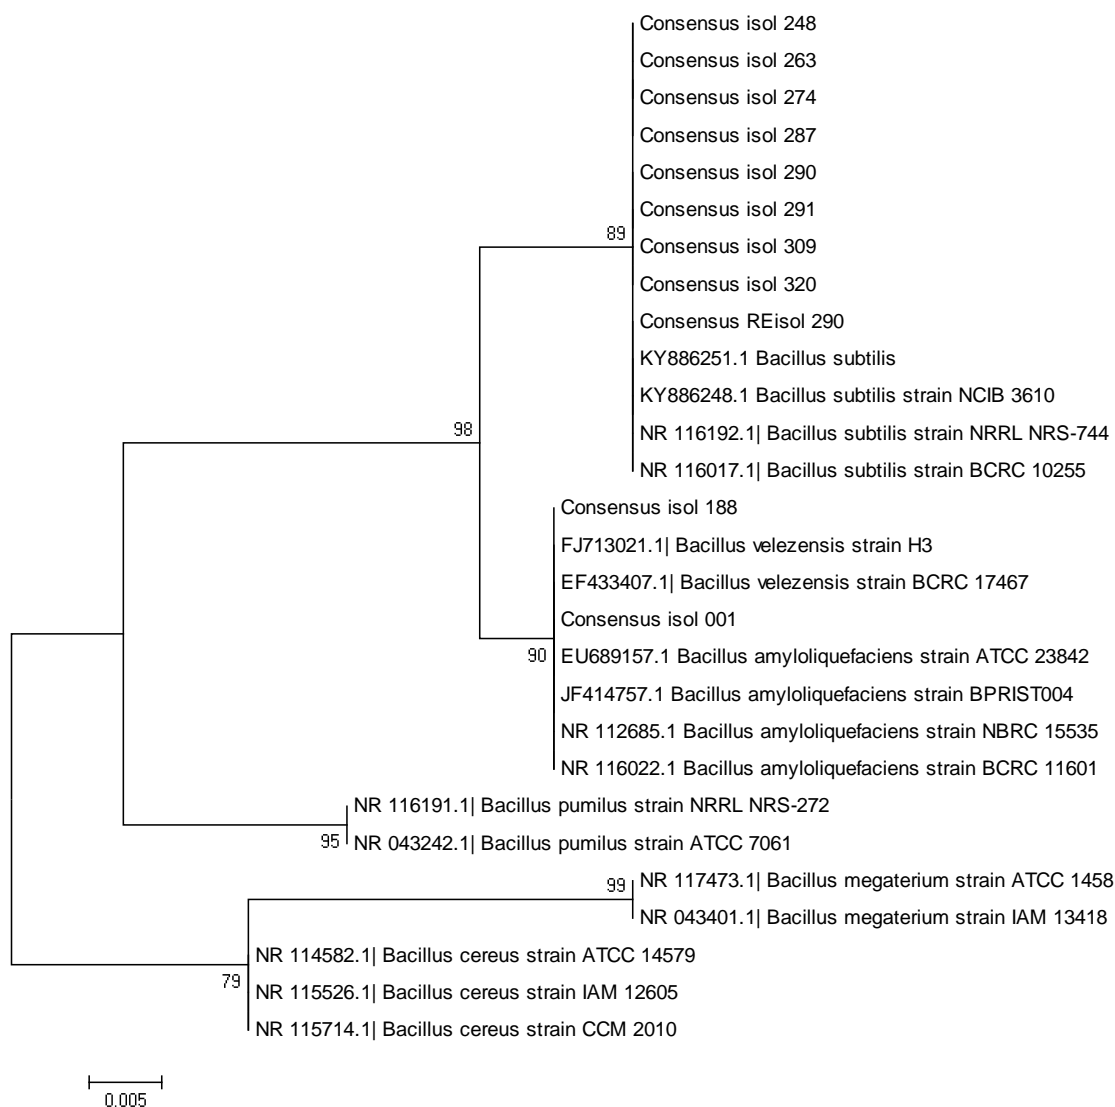 Consensus isol 248
Consensus isol 263
Consensus isol 274
Consensus isol 287
Consensus isol 290
Consensus isol 291
89
Consensus isol 309
Consensus isol 320
Consensus REisol 290
KY886251.1 Bacillus subtilis
KY886248.1 Bacillus subtilis strain NCIB 3610
98
NR 116192.1| Bacillus subtilis strain NRRL NRS-744
NR 116017.1| Bacillus subtilis strain BCRC 10255
Consensus isol 188
FJ713021.1| Bacillus velezensis strain H3
EF433407.1| Bacillus velezensis strain BCRC 17467
Consensus isol 001
90
EU689157.1 Bacillus amyloliquefaciens strain ATCC 23842
JF414757.1 Bacillus amyloliquefaciens strain BPRIST004
NR 112685.1 Bacillus amyloliquefaciens strain NBRC 15535
NR 116022.1 Bacillus amyloliquefaciens strain BCRC 11601
NR 116191.1| Bacillus pumilus strain NRRL NRS-272
95
NR 043242.1| Bacillus pumilus strain ATCC 7061
99
NR 117473.1| Bacillus megaterium strain ATCC 1458
NR 043401.1| Bacillus megaterium strain IAM 13418
NR 114582.1| Bacillus cereus strain ATCC 14579
79
NR 115526.1| Bacillus cereus strain IAM 12605
NR 115714.1| Bacillus cereus strain CCM 2010
0.005